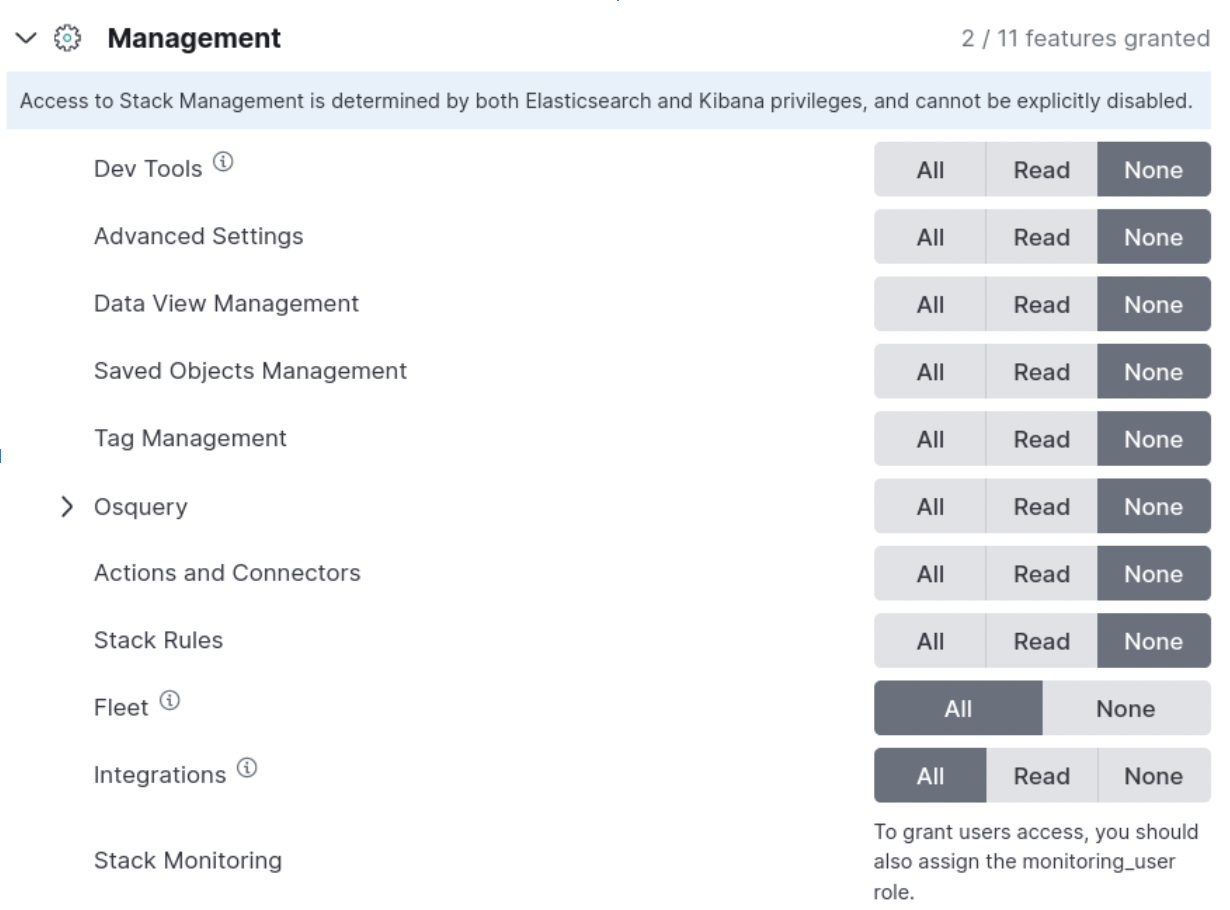 Management 2 / 11 features granted
Access to Stack Management is determined by both Elasticsearch and Kibana privileges, and cannot be explicitly disabled.
Dev Tools All Read None
Advanced Settings All Read None
Data View Management All Read None
Saved Objects Management All Read None
Tag Management All Read None
Osquery All Read None
Actions and Connectors All Read None
Stack Rules All Read None
Fleet All None
Integrations All Read None
Stack Monitoring
To grant users access, you should
also assign the monitoring_user
role.